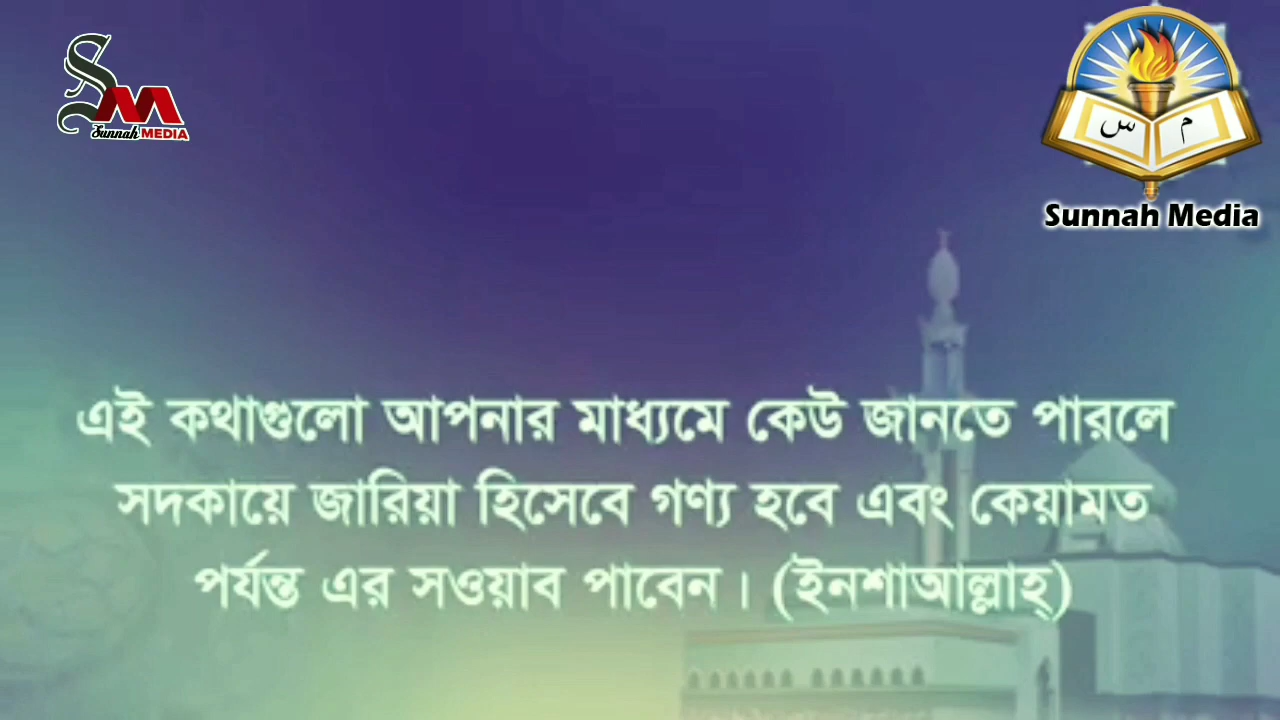 SM
Sunnah MEDIA
س م
Sunnah Media
এই কথাগুলো আপনার মাধ্যমে কেউ জানতে পারলে
সদকায়ে জারিয়া হিসেবে গণ্য হবে এবং কেয়ামত
পর্যন্ত এর সওয়াব পাবেন। (ইনশাআল্লাহ্)